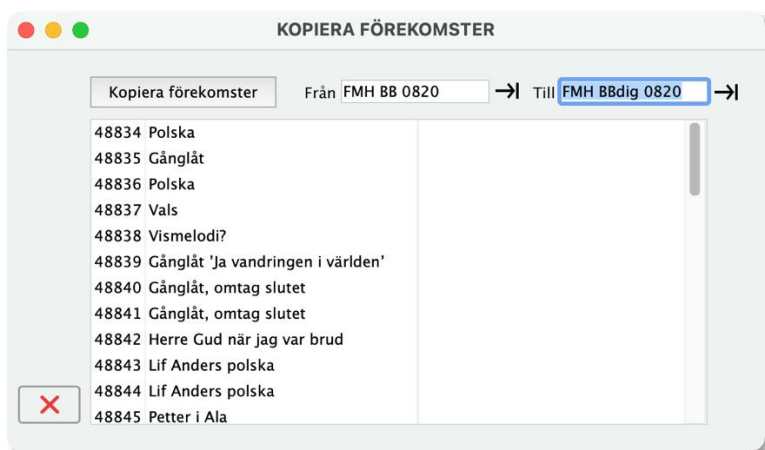 KOPIERA FÖREKOMSTER
Kopiera förekomster Från FMH BB 0820 Till FMH BBdig 0820
48834 Polska
48835 Gånglåt
48836 Polska
48837 Vals
48838 Vismelodi?
48839 Gånglåt 'Ja vandringen i världen'
48840 Gånglåt, omtag slutet
48841 Gånglåt, omtag slutet
48842 Herre Gud när jag var brud
48843 Lif Anders polska
48844 Lif Anders polska
48845 Petter i Ala